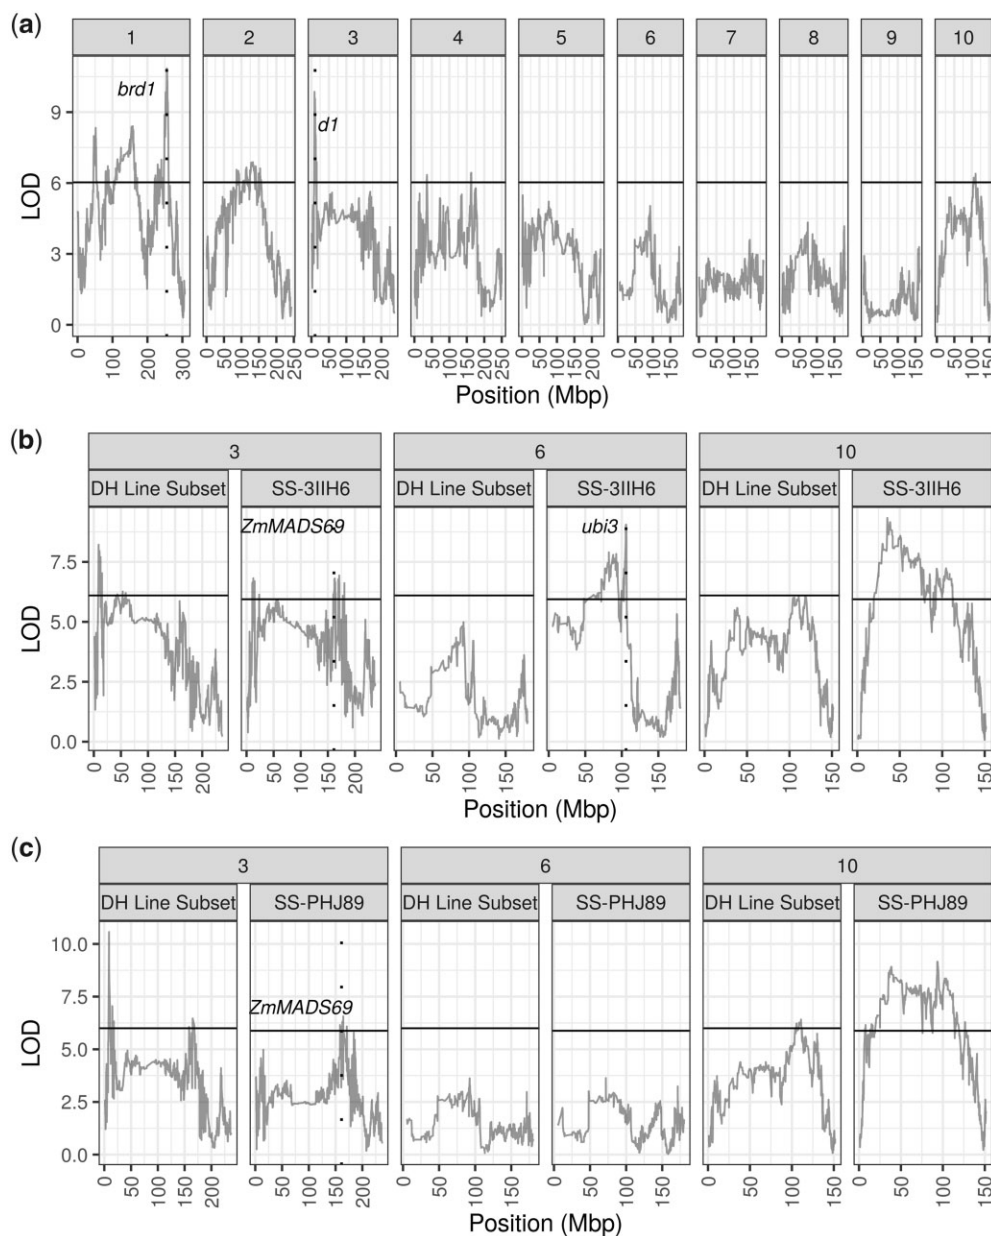 (a)
1 2 3 4 5 6 7 8 9 10
brd1
d1
LOD
9
6
3
0
0 100 200 300 0 50 100 150 200 250 0 50 100 150 200 0 50 100 150 200 250 0 50 100 150 200 0 50 100 150 0 50 100 150 0 50 100 150 0 50 100 150 0 50 100 150
Position (Mbp)
(b)
3 6 10
DH Line Subset SS-3IIH6 DH Line Subset SS-3IIH6 DH Line Subset SS-3IIH6
ZmMADS69 ubi3
LOD
7.5
5.0
2.5
0.0
0 50 100 150 200 0 50 100 150 200 0 50 100 150 0 50 100 150 0 50 100 150 0 50 100 150
Position (Mbp)
(c)
3 6 10
DH Line Subset SS-PHJ89 DH Line Subset SS-PHJ89 DH Line Subset SS-PHJ89
ZmMADS69
LOD
10.0
7.5
5.0
2.5
0.0
0 50 100 150 200 0 50 100 150 200 0 50 100 150 0 50 100 150 0 50 100 150 0 50 100 150
Position (Mbp)